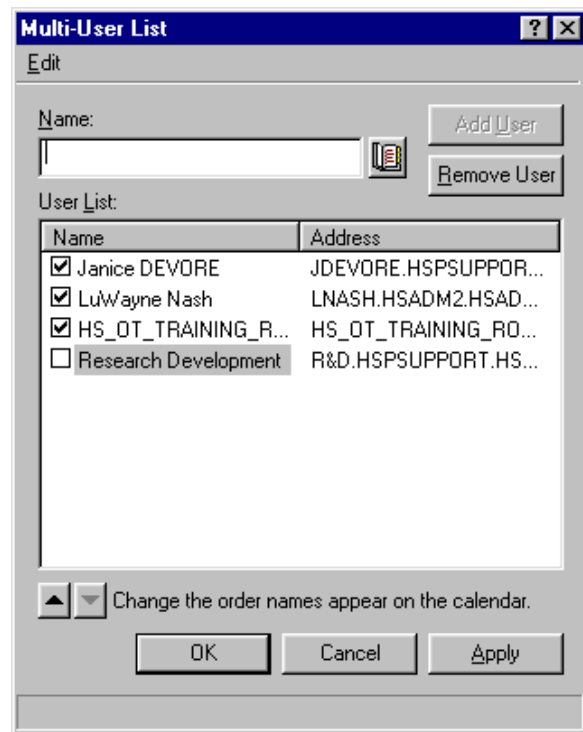 Multi-User List
Edit
Name:
Add User
Remove User
User List:
Name Address
Janice DEVORE JDEVORE.HSPSUPPOR...
LuWayne Nash LNASH.HSADM2.HSAD...
HS_OT_TRAINING_R... HS_OT_TRAINING_RO...
Research Development R&D.HSPSUPPORT.HS...
Change the order names appear on the calendar.
OK Cancel Apply